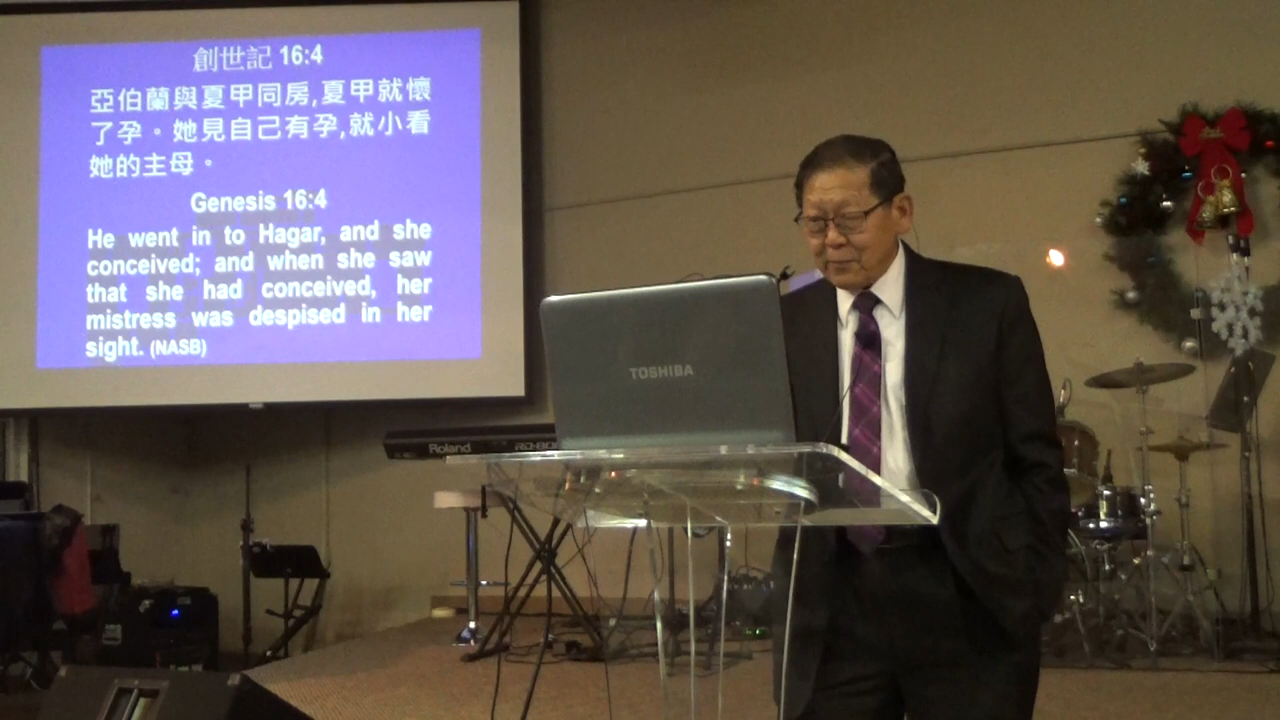 創世記 16:4
亞伯蘭與夏甲同房,夏甲就懷
了孕。她見自己有孕,就小看
她的主母。
Genesis 16:4
He went in to Hagar, and she
conceived; and when she saw
that she had conceived, her
mistress was despised in her
sight. (NASB)
TOSHIBA
Roland